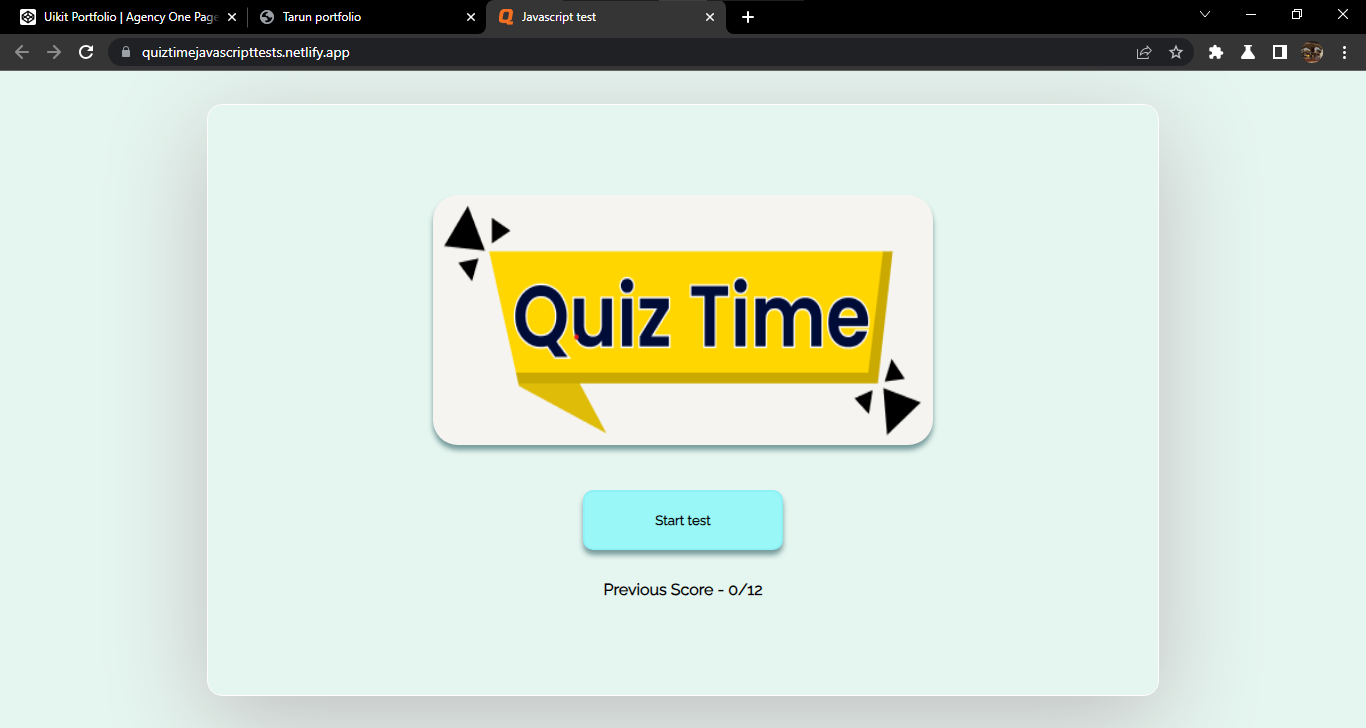 Uikit Portfolio | Agency One Page
Tarun portfolio
Javascript test
quiztimejavascripttests.netlify.app
Quiz Time
Start test
Previous Score - 0/12